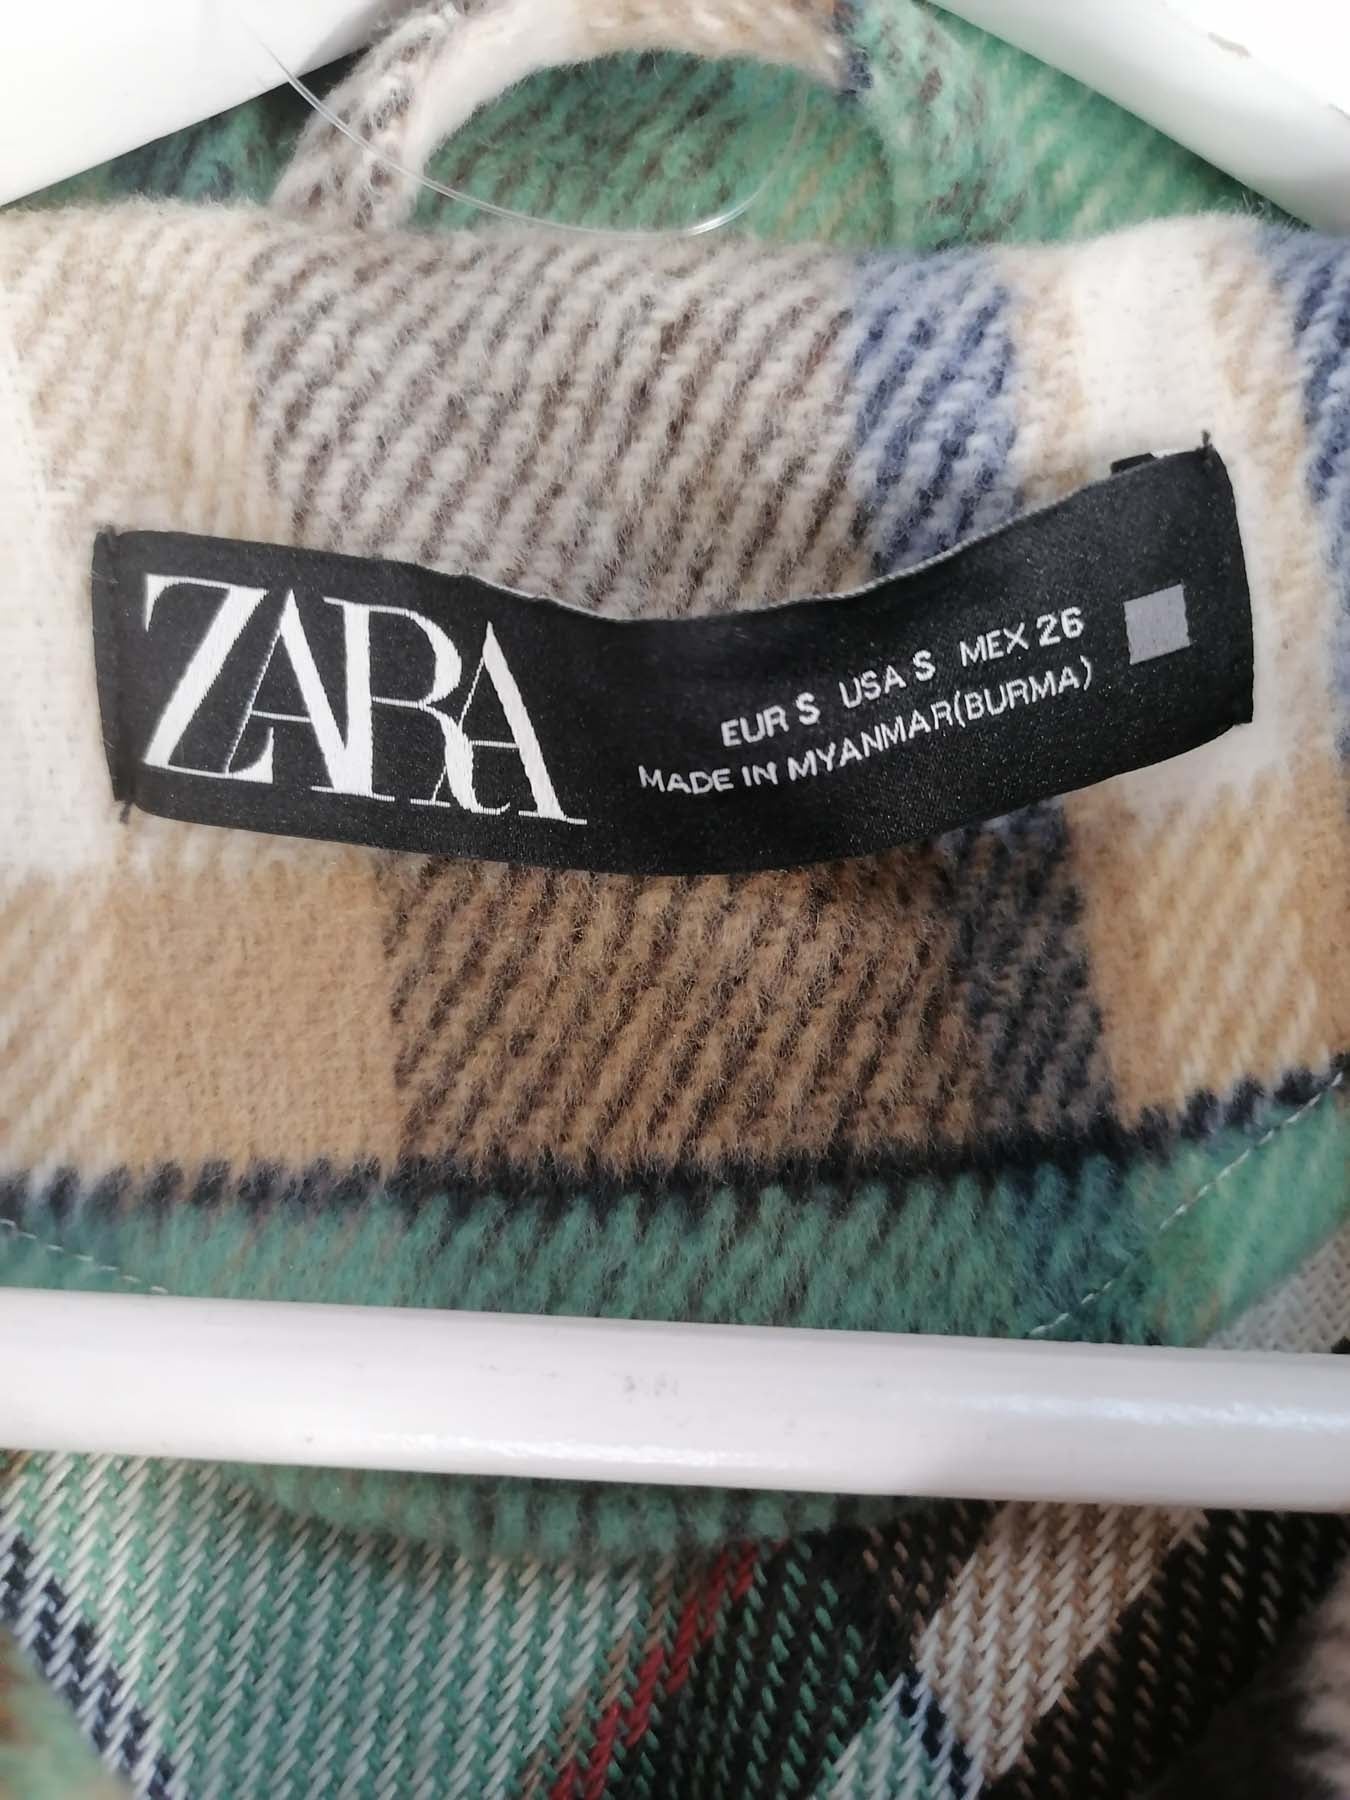 ZARA
EUR S USA S MEX 26
MADE IN MYANMAR(BURMA)